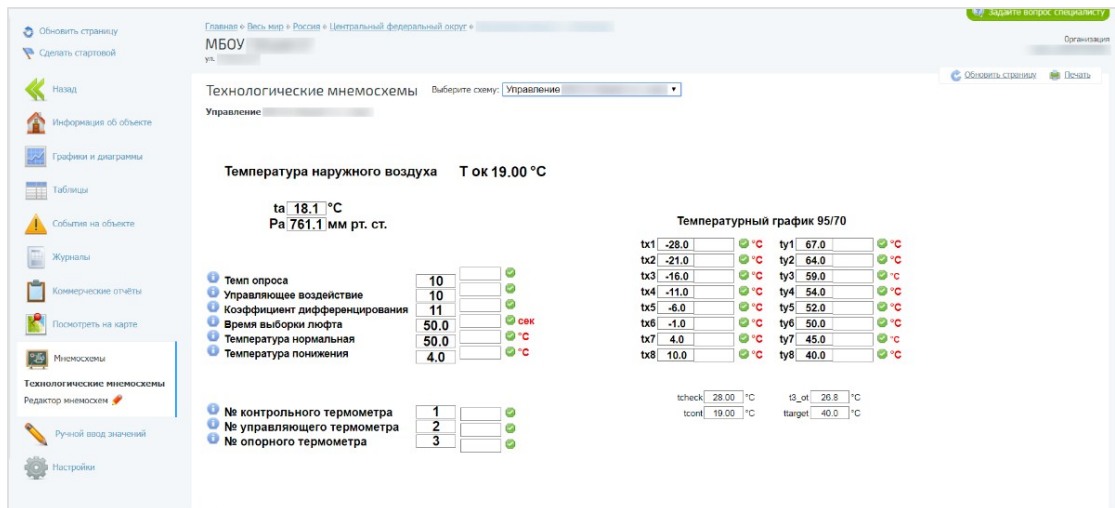 Задайте вопрос специалисту
Обновить страницу
Сделать стартовой
Назад
Информация об объекте
Графики и диаграммы
Таблицы
События на объекте
Журналы
Коммерческие отчёты
Посмотреть на карте
Мнемосхемы
Технологические мнемосхемы
Редактор мнемосхем
Ручной ввод значений
Настройки
Главная » Весь мир » Россия » Центральный федеральный округ »
МБОУ
ул.
Организация
Обновить страницу Печать
Технологические мнемосхемы Выберите схему: Управление
Управление
Температура наружного воздуха Т ок 19.00 °C
ta 18.1 °C
Pa 761.1 мм рт. ст.
Темп опроса 10
Управляющее воздействие 10
Коэффициент дифференцирования 11
Время выборки люфта 50.0 сек
Температура нормальная 50.0 °C
Температура понижения 4.0 °C
№ контрольного термометра 1
№ управляющего термометра 2
№ опорного термометра 3
Температурный график 95/70
tx1 -28.0 °C ty1 67.0 °C
tx2 -21.0 °C ty2 64.0 °C
tx3 -16.0 °C ty3 59.0 °C
tx4 -11.0 °C ty4 54.0 °C
tx5 -6.0 °C ty5 52.0 °C
tx6 -1.0 °C ty6 50.0 °C
tx7 4.0 °C ty7 45.0 °C
tx8 10.0 °C ty8 40.0 °C
tcheck 28.00 °C t3_ot 26.8 °C
tcont 19.00 °C ttarget 40.0 °C